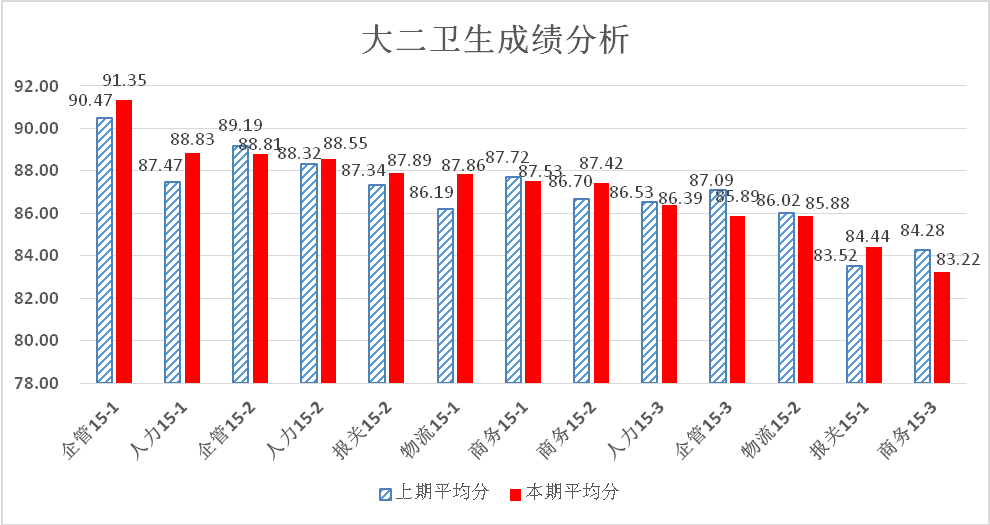 大二卫生成绩分析
92.00
90.00
88.00
86.00
84.00
82.00
80.00
78.00
90.47
91.35
87.47
88.83
89.19
88.81
88.32
88.55
87.34
87.89
86.19
87.86
87.72
87.53
86.70
87.42
86.53
86.39
87.09
85.89
86.02
85.88
83.52
84.44
84.28
83.22
企管15-1
人力15-1
企管15-2
人力15-2
报关15-2
物流15-1
商务15-1
商务15-2
人力15-3
企管15-3
物流15-2
报关15-1
商务15-3
上期平均分
本期平均分